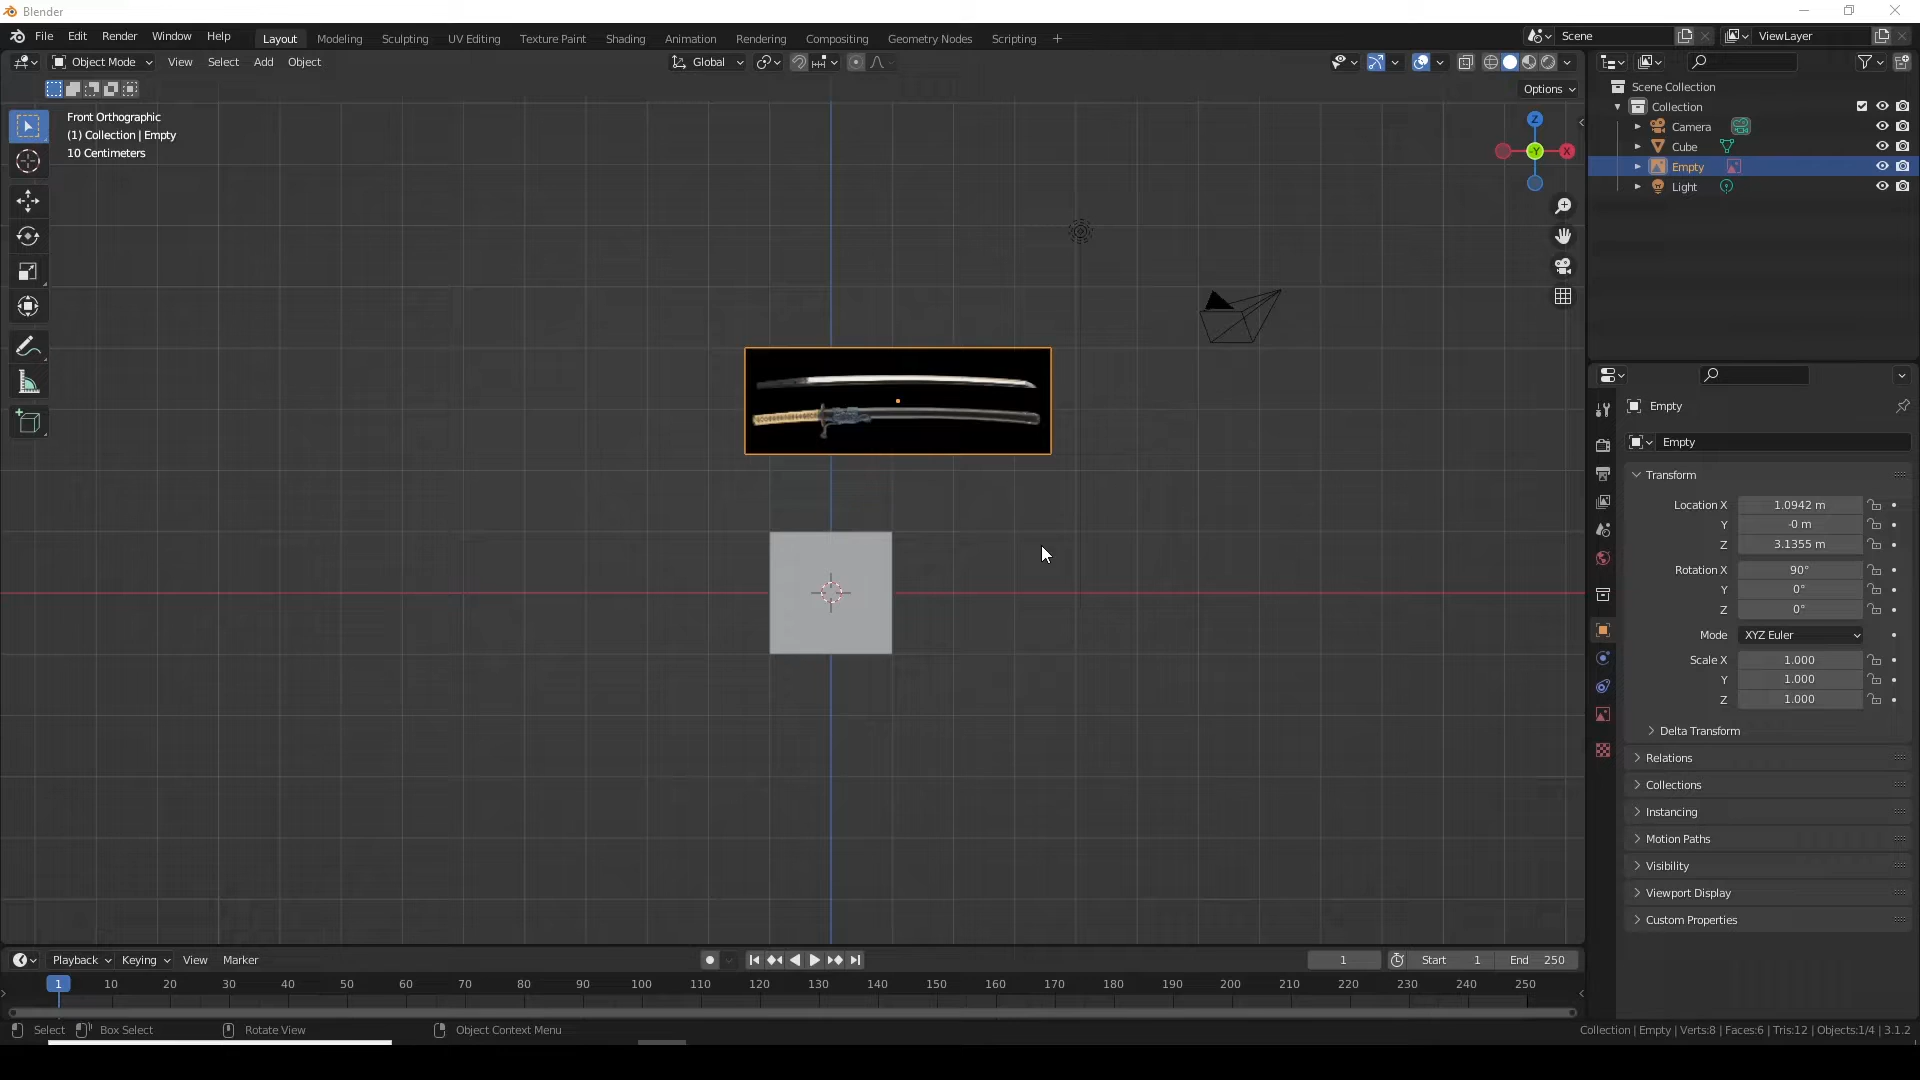 Blender
File Edit Render Window Help Layout Modeling Sculpting UV Editing Texture Paint Shading Animation Rendering Compositing Geometry Nodes Scripting + Scene ViewLayer
Object Mode View Select Add Object Global
Options
Front Orthographic
(1) Collection | Empty
10 Centimeters
Z
-Y
X
Scene Collection
Collection
Camera
Cube
Empty
Light
Empty
Empty
Transform
Location X 1.0942 m
Y -0 m
Z 3.1355 m
Rotation X 90°
Y 0°
Z 0°
Mode XYZ Euler
Scale X 1.000
Y 1.000
Z 1.000
Delta Transform
Relations
Collections
Instancing
Motion Paths
Visibility
Viewport Display
Custom Properties
Playback Keying View Marker 1 Start 1 End 250
1 10 20 30 40 50 60 70 80 90 100 110 120 130 140 150 160 170 180 190 200 210 220 230 240 250
Select Box Select Rotate View Object Context Menu Collection | Empty | Verts:8 | Faces:6 | Tris:12 | Objects:1/4 | 3.1.2